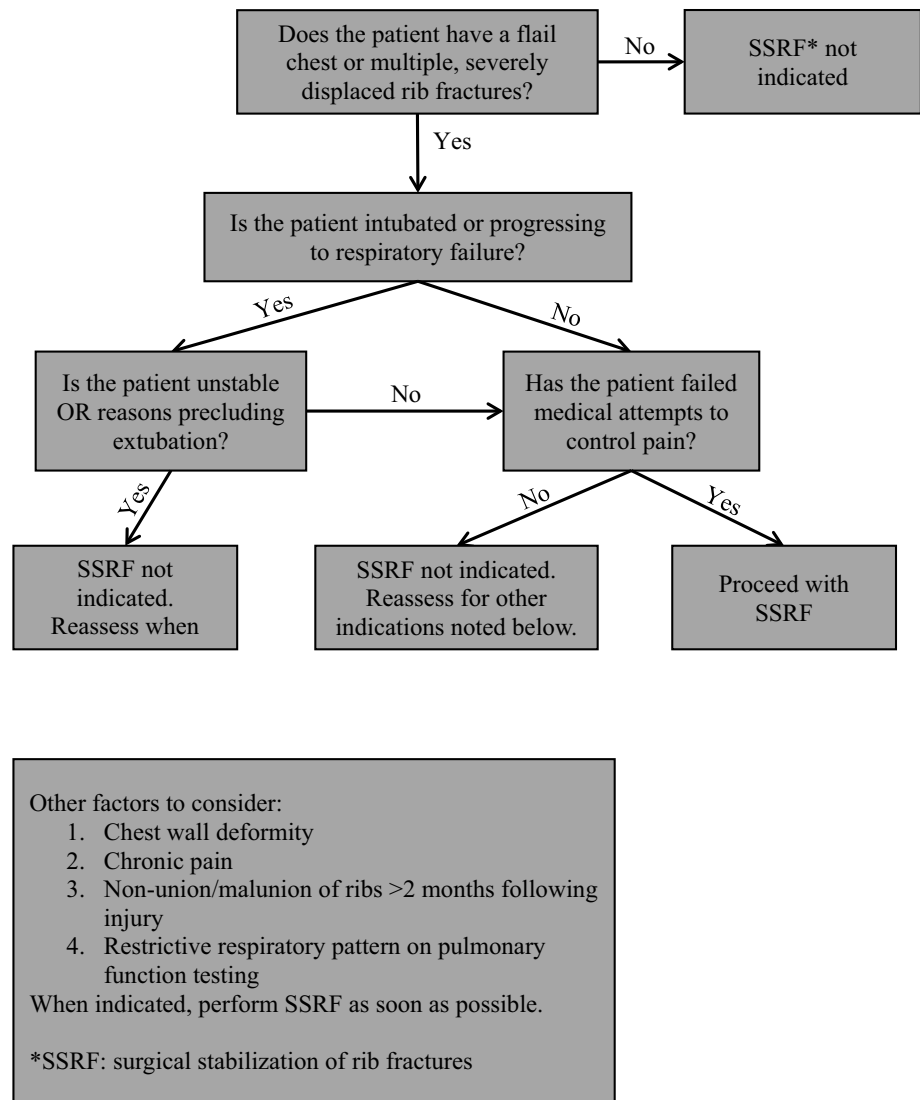 Does the patient have a flail
chest or multiple, severely
displaced rib fractures?
No
SSRF* not
indicated
Yes
Is the patient intubated or progressing
to respiratory failure?
Yes
No
Is the patient unstable
OR reasons precluding
extubation?
No
Has the patient failed
medical attempts to
control pain?
Yes
No
Yes
SSRF not
indicated.
Reassess when
SSRF not indicated.
Reassess for other
indications noted below.
Proceed with
SSRF
Other factors to consider:
1. Chest wall deformity
2. Chronic pain
3. Non-union/malunion of ribs >2 months following
injury
4. Restrictive respiratory pattern on pulmonary
function testing
When indicated, perform SSRF as soon as possible.
*SSRF: surgical stabilization of rib fractures